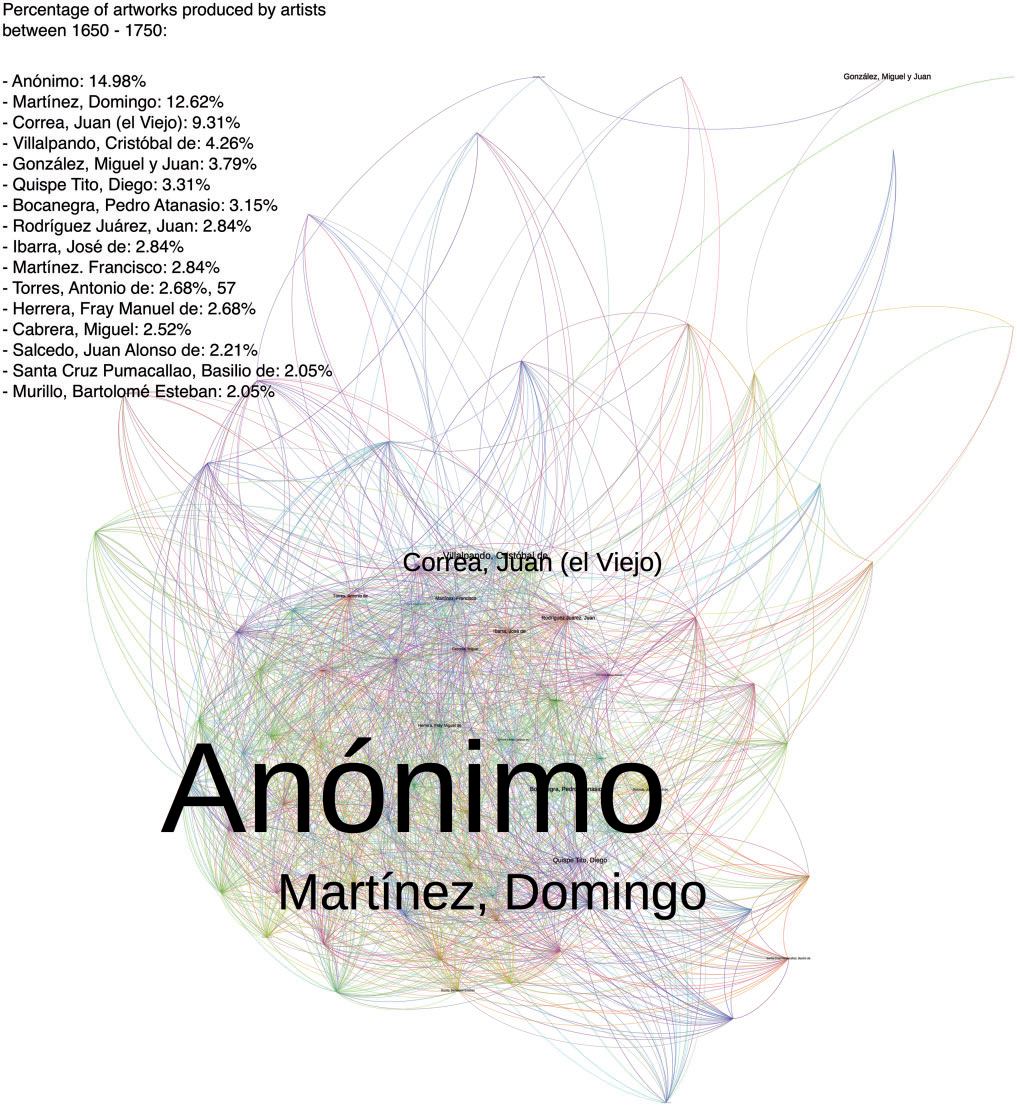 Percentage of artworks produced by artists
between 1650 - 1750:
- Anónimo: 14.98%
- Martínez, Domingo: 12.62%
- Correa, Juan (el Viejo): 9.31%
- Villalpando, Cristóbal de: 4.26%
- González, Miguel y Juan: 3.79%
- Quispe Tito, Diego: 3.31%
- Bocanegra, Pedro Atanasio: 3.15%
- Rodríguez Juárez, Juan: 2.84%
- Ibarra, José de: 2.84%
- Martínez. Francisco: 2.84%
- Torres, Antonio de: 2.68%, 57
- Herrera, Fray Manuel de: 2.68%
- Cabrera, Miguel: 2.52%
- Salcedo, Juan Alonso de: 2.21%
- Santa Cruz Pumacallao, Basilio de: 2.05%
- Murillo, Bartolomé Esteban: 2.05%
González, Miguel y Juan
Villalpando, Cristóbal de
Correa, Juan (el Viejo)
Torres, Antonio de
Martínez, Francisco
Rodríguez Juárez, Juan
Ibarra, José de
Cabrera, Miguel
Herrera, Fray Miguel de
Anónimo
Bocanegra, Pedro Atanasio
Quispe Tito, Diego
Martínez, Domingo